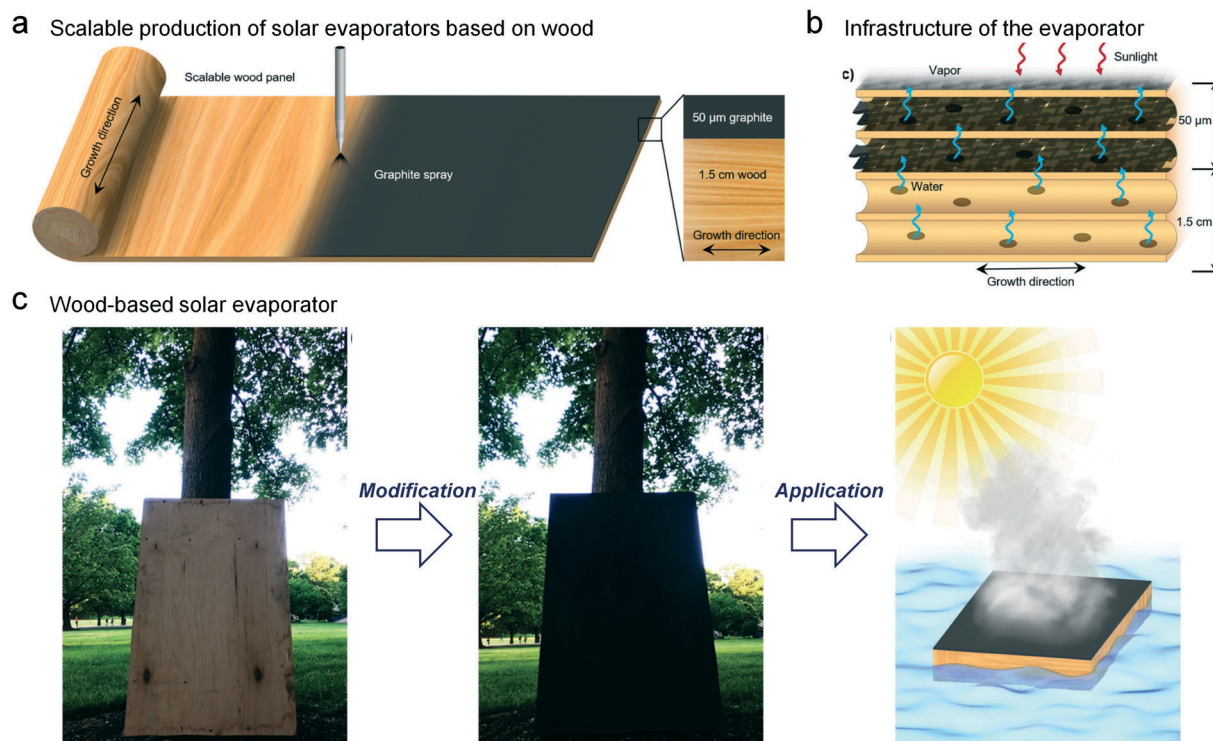 a Scalable production of solar evaporators based on wood
Scalable wood panel
Growth direction
Graphite spray
50 μm graphite
1.5 cm wood
Growth direction
b Infrastructure of the evaporator
c)
Sunlight
Vapor
50 μm
Water
1.5 cm
Growth direction
c Wood-based solar evaporator
Modification
Application